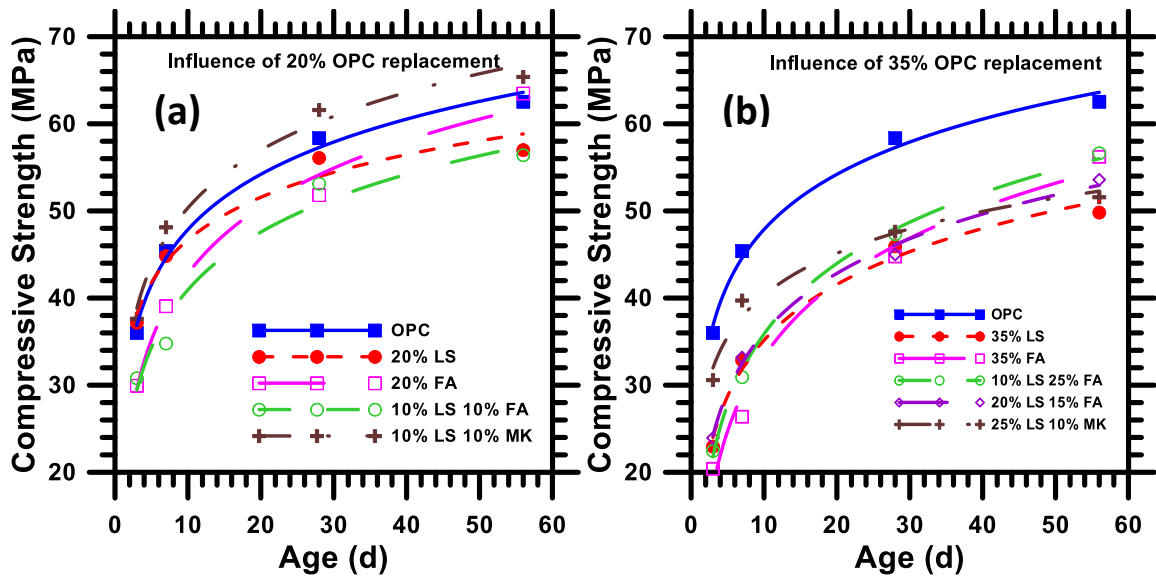 Influence of 20% OPC replacement
(a)
Compressive Strength (MPa)
70
60
50
40
30
20
OPC
20% LS
20% FA
10% LS 10% FA
10% LS 10% MK
0 10 20 30 40 50 60
Age (d)
Influence of 35% OPC replacement
(b)
Compressive Strength (MPa)
70
60
50
40
30
20
OPC
35% LS
35% FA
10% LS 25% FA
20% LS 15% FA
25% LS 10% MK
0 10 20 30 40 50 60
Age (d)